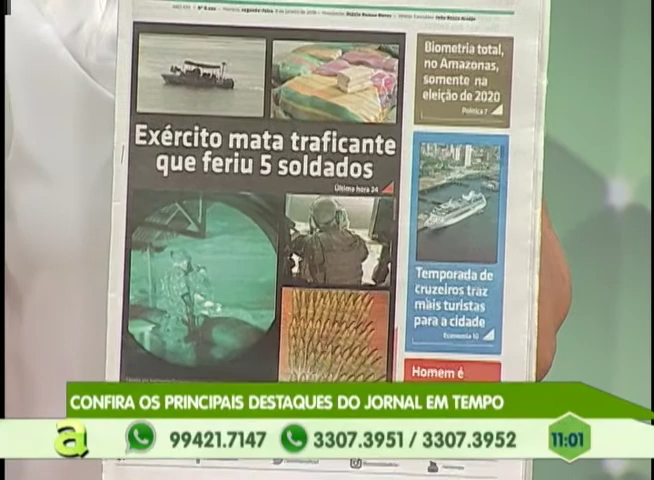 Biometria total,
no Amazonas,
somente na
eleição de 2020
Política 7
Exército mata traficante
que feriu 5 soldados
Última hora 24
Temporada de
cruzeiros traz
mais turistas
para a cidade
Economia 10
Homem é
CONFIRA OS PRINCIPAIS DESTAQUES DO JORNAL EM TEMPO
a 99421.7147 3307.3951 / 3307.3952 11:01